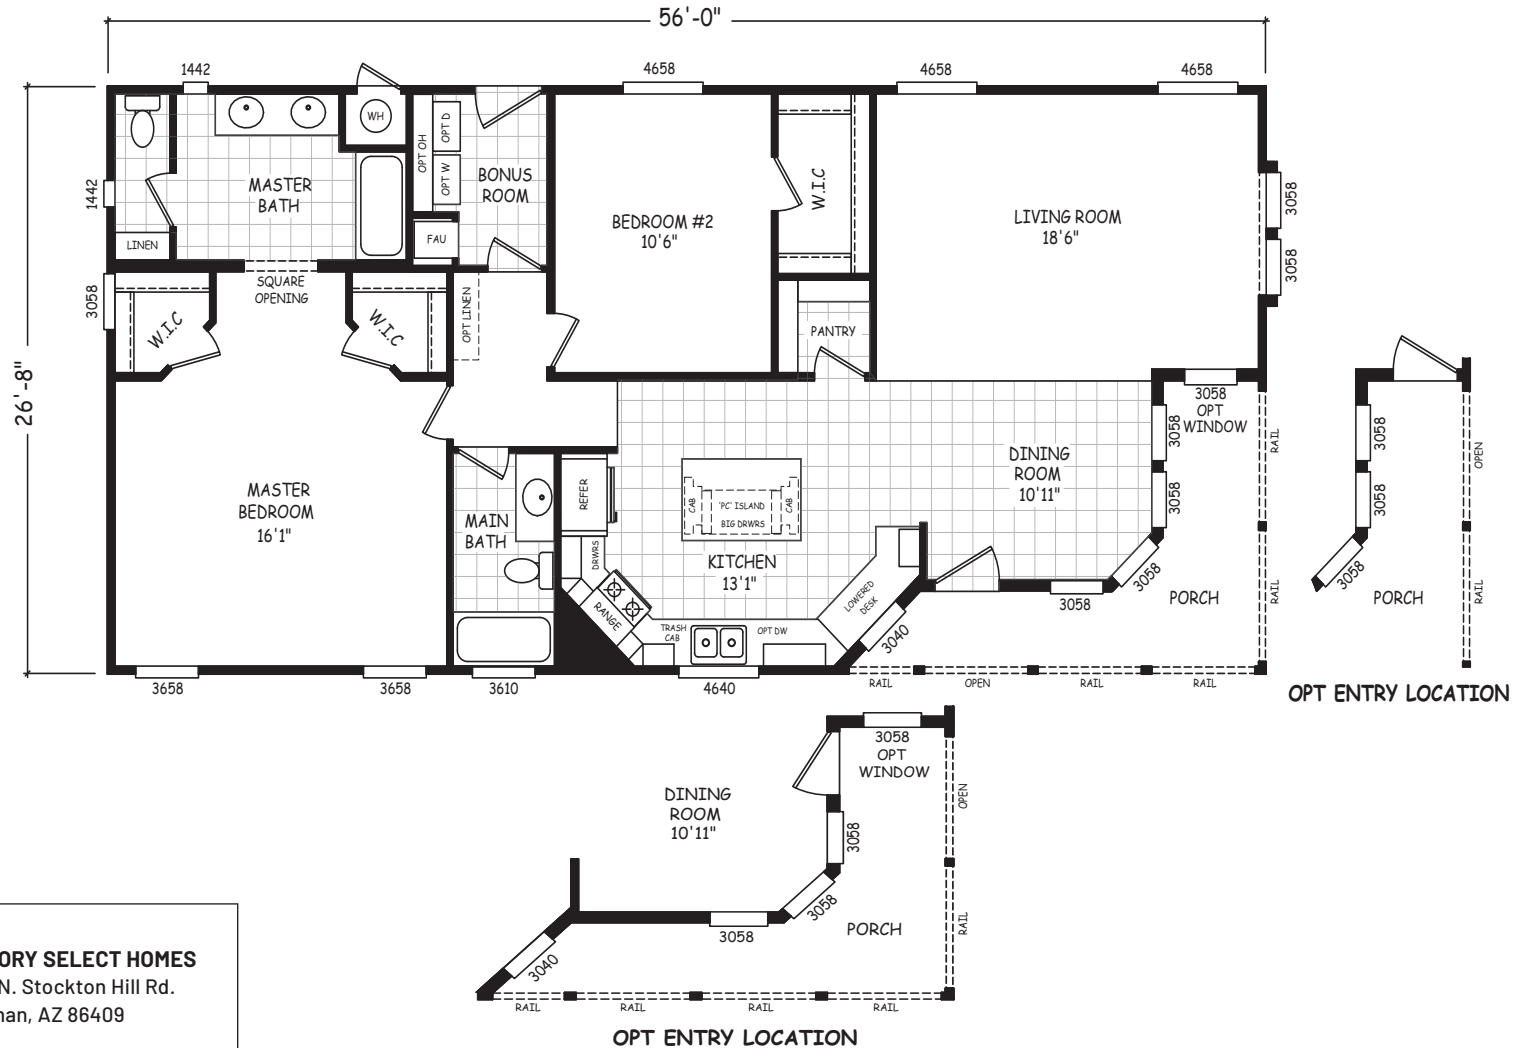 56'-0"
26'-8"
1442
4658
4658
4658
WH
OPT OH
OPT D
OPT W
BONUS
ROOM
MASTER
BATH
1442
LINEN
FAU
BEDROOM #2
10'6"
W.I.C
LIVING ROOM
18'6"
3058
3058
3058
SQUARE
OPENING
W.I.C
W.I.C
OPT LINEN
PANTRY
3058
OPT
WINDOW
3058
3058
3058
3058
RAIL
RAIL
DINING
ROOM
10'11"
MASTER
BEDROOM
16'1"
MAIN
BATH
REFER
CAB
'PC' ISLAND
BIG DRWRS
CAB
DRWRS
KITCHEN
13'1"
RANGE
TRASH
CAB
OPT DW
LOWERED
DESK
3040
PORCH
3658
3658
3610
4640
RAIL
OPEN
RAIL
RAIL
3058
3058
3058
OPEN
RAIL
PORCH
OPT ENTRY LOCATION
3058
OPT
WINDOW
DINING
ROOM
10'11"
3058
3058
3058
3040
PORCH
OPEN
RAIL
RAIL
RAIL
RAIL
RAIL
OPT ENTRY LOCATION
ORY SELECT HOMES
N. Stockton Hill Rd.
nan, AZ 86409